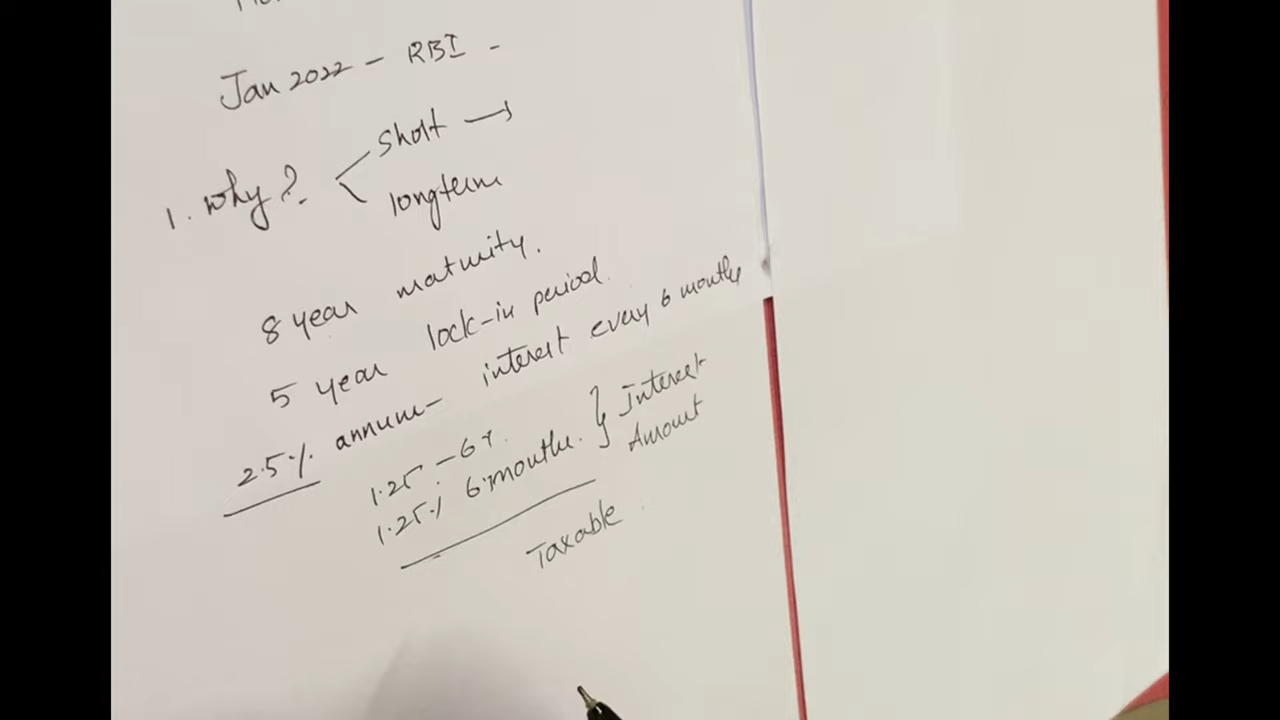 Jan 2022 - RBI -
1. why? short →
longterm
8 year maturity.
5 year lock-in period.
2.5% annum - interest every 6 months
1.25 - 6
1.25% 6 months. } Interest Amount
Taxable